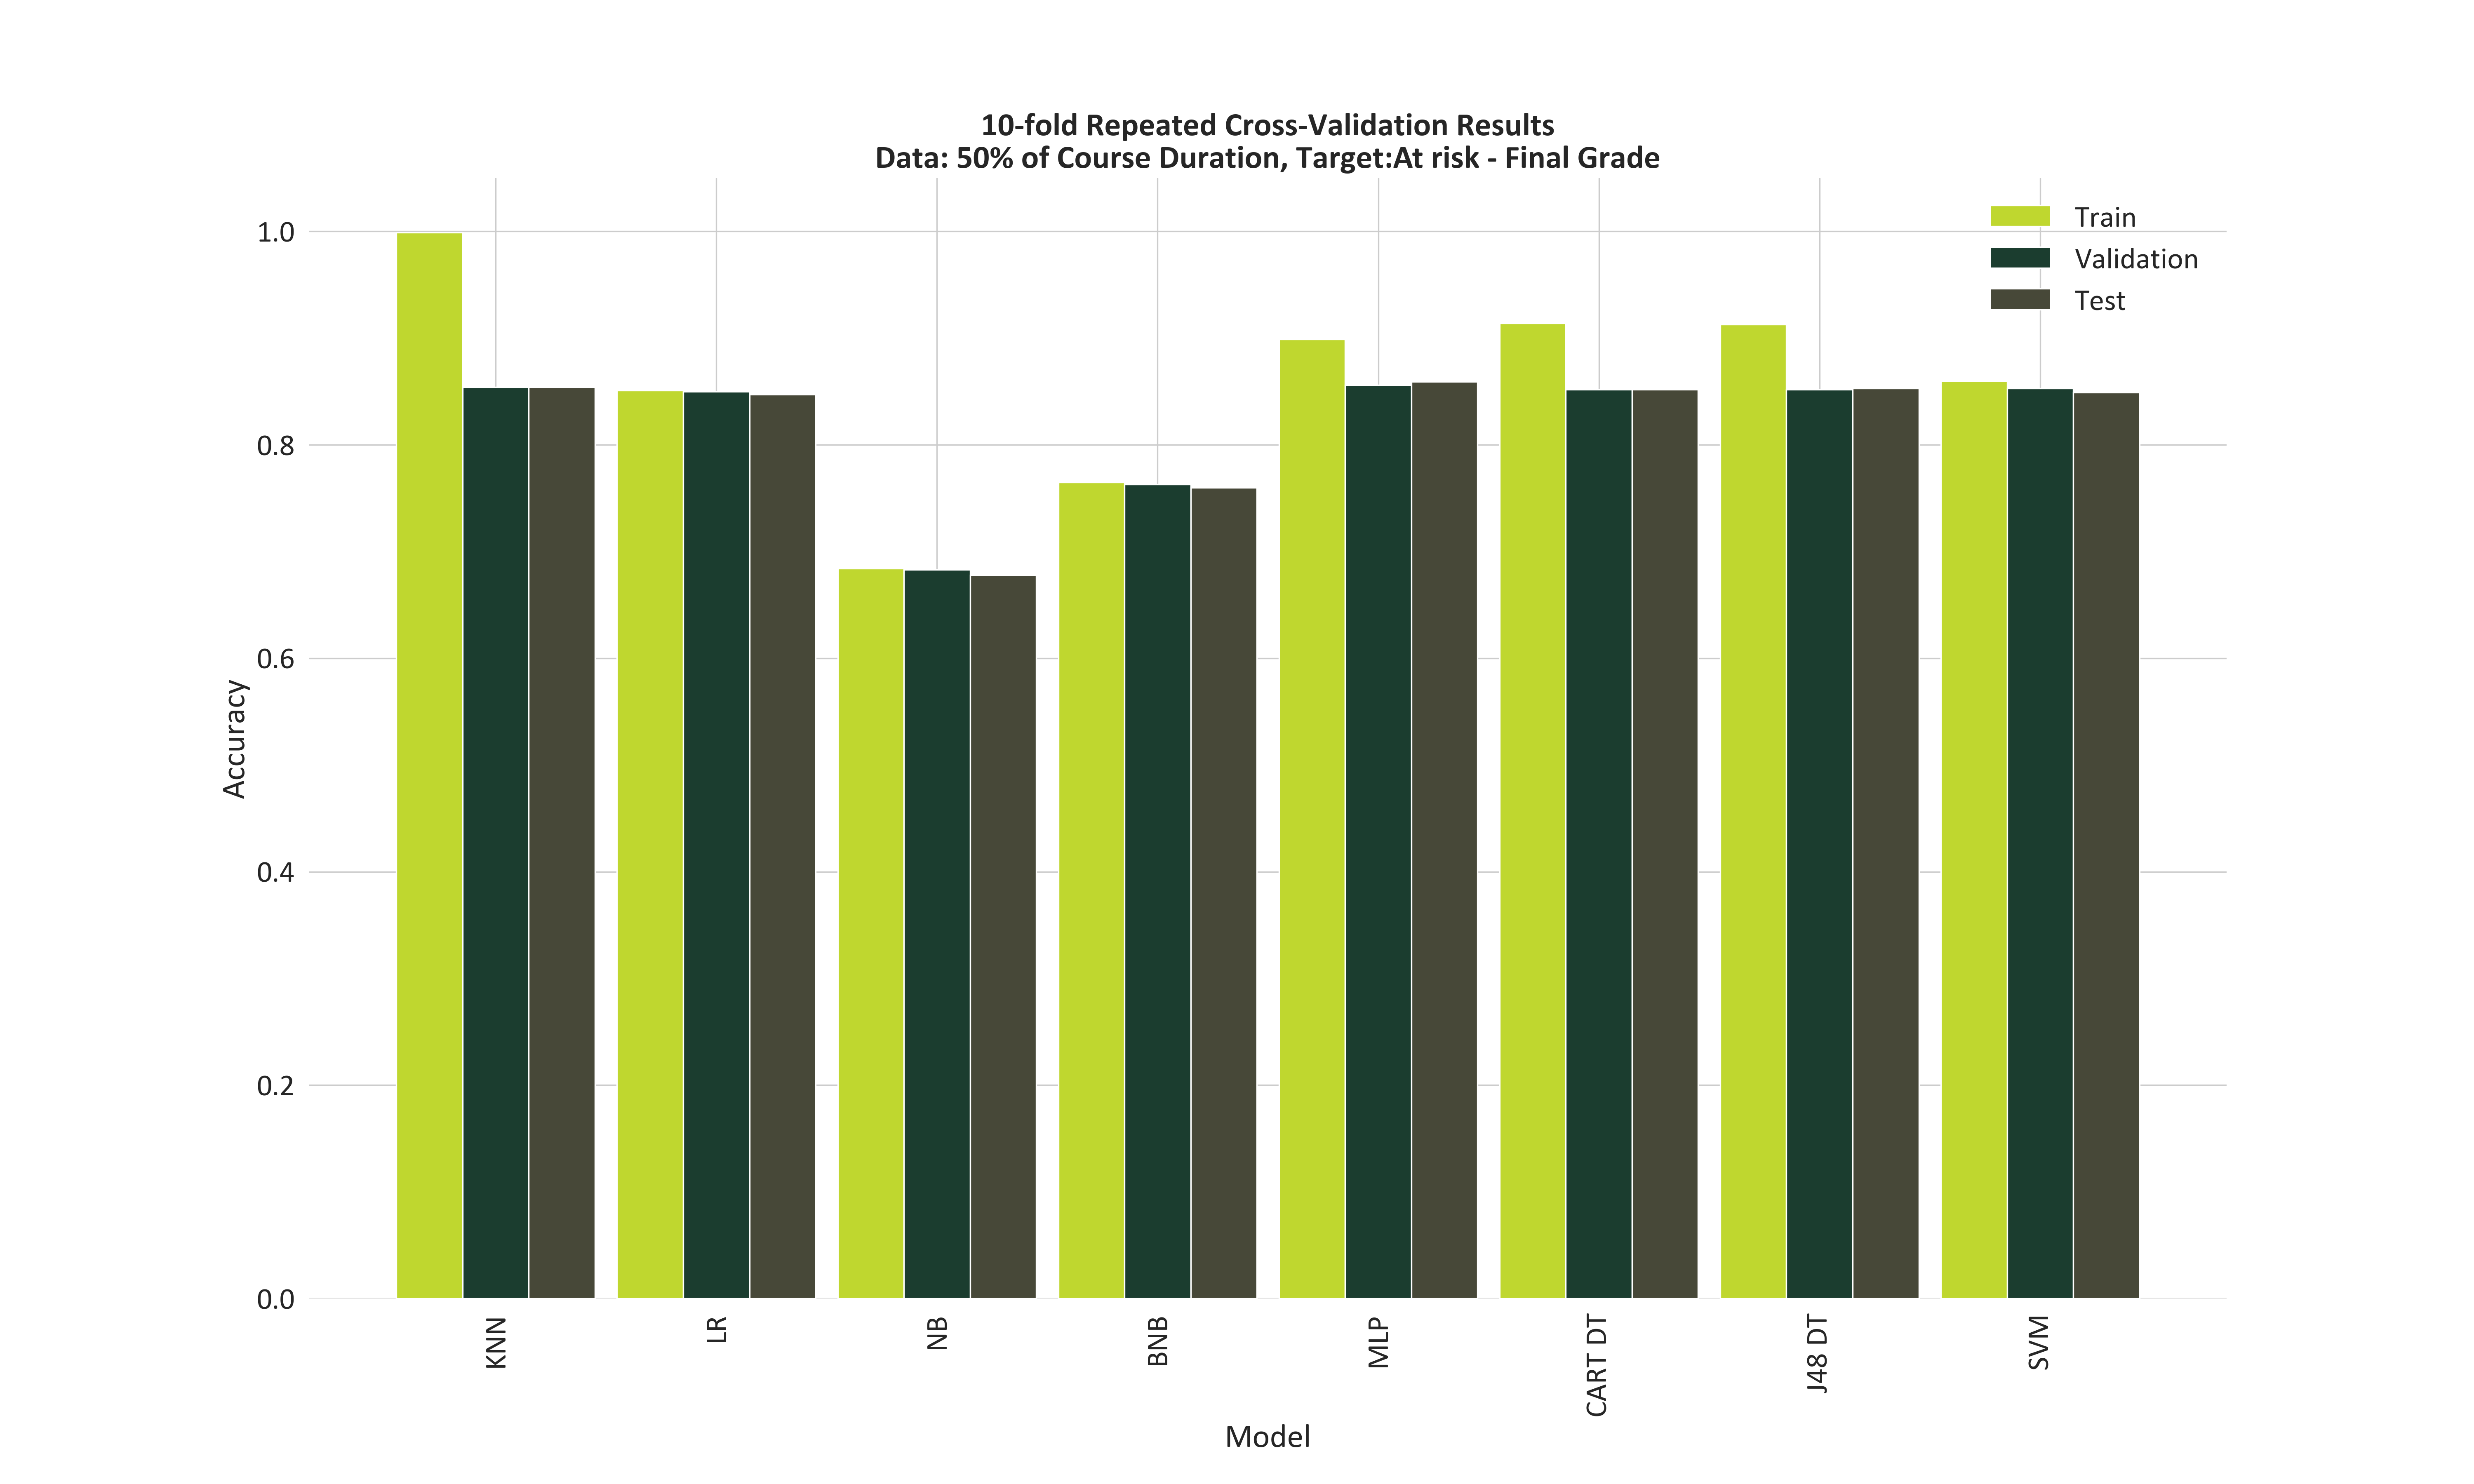 10-fold Repeated Cross-Validation Results
Data: 50% of Course Duration, Target:At risk - Final Grade
Train
Validation
Test
1.0
0.8
0.6
0.4
0.2
0.0
Accuracy
KNN
LR
NB
BNB
MLP
CART DT
J48 DT
SVM
Model